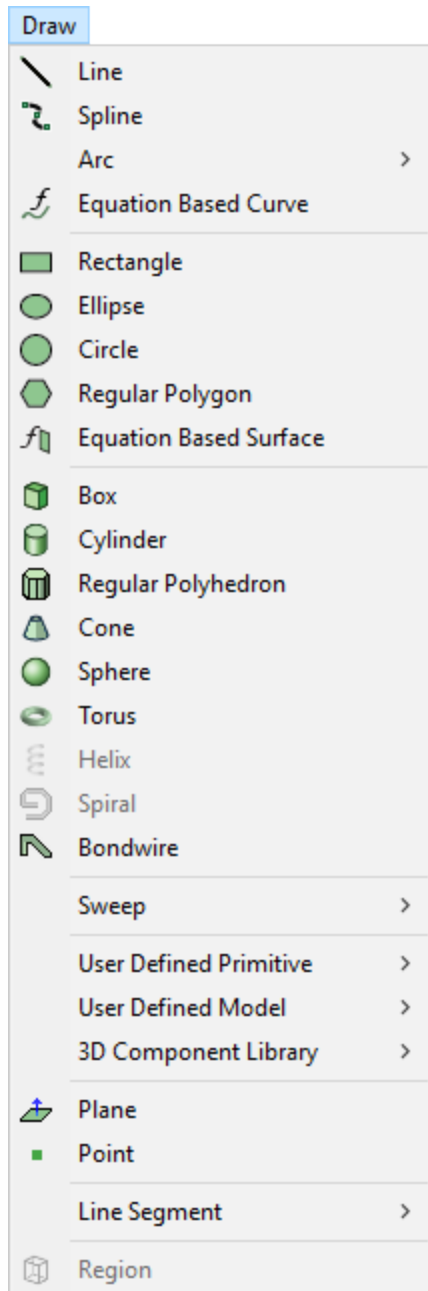 Draw
Line
Spline
Arc
Equation Based Curve
Rectangle
Ellipse
Circle
Regular Polygon
Equation Based Surface
Box
Cylinder
Regular Polyhedron
Cone
Sphere
Torus
Helix
Spiral
Bondwire
Sweep
User Defined Primitive
User Defined Model
3D Component Library
Plane
Point
Line Segment
Region